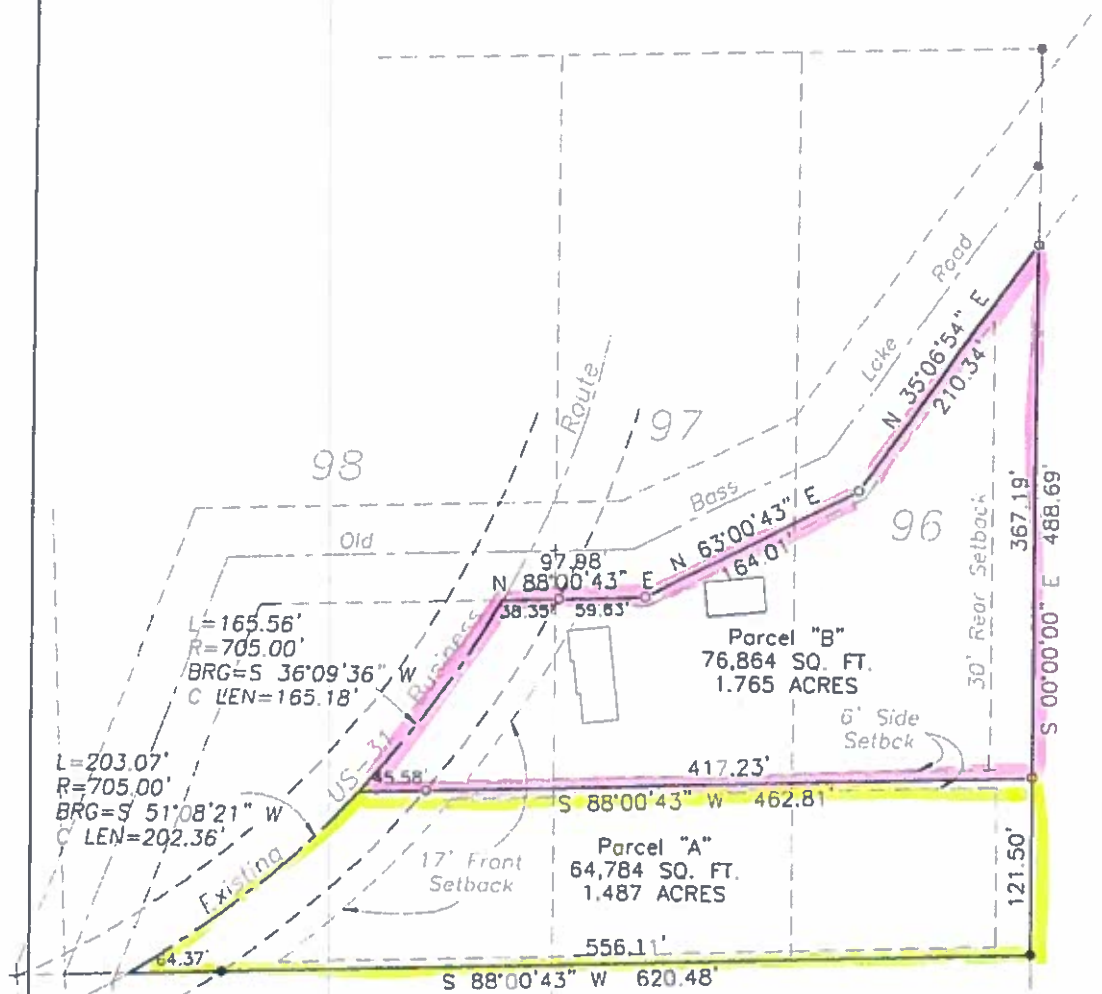 Road
Lake
N 35°06'54" E
210.34'
Route
97
98
Bass
Old
N 63°00'43" E
164.01'
96
367.19'
488.69'
S 00°00'00" E
30' Rear Setback
97.98'
N 88°00'43" E
38.35' 59.63'
L=165.56'
R=705.00'
BRG=S 36°09'36" W
C LEN=165.18'
Business
Parcel "B"
76,864 SQ. FT.
1.765 ACRES
6' Side
Setbck
US-31
L=203.07'
R=705.00'
BRG=S 51°08'21" W
C LEN=202.36'
45.58'
417.23'
S 88°00'43" W 462.81'
Existing
17' Front
Setback
Parcel "A"
64,784 SQ. FT.
1.487 ACRES
121.50'
64.37'
556.11'
S 88°00'43" W 620.48'